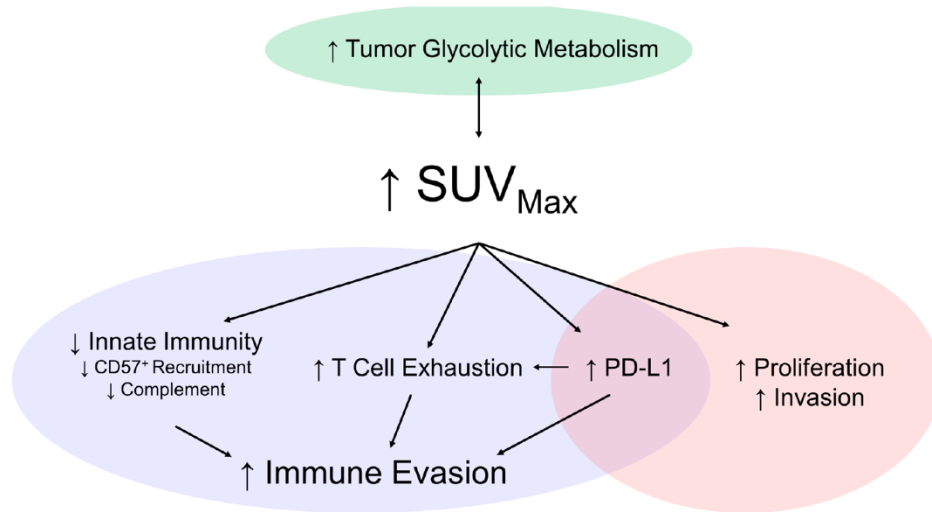 ↑ Tumor Glycolytic Metabolism
↑ SUVMax
↓ Innate Immunity
↓ CD57⁺ Recruitment
↓ Complement
↑ T Cell Exhaustion
↑ PD-L1
↑ Proliferation
↑ Invasion
↑ Immune Evasion